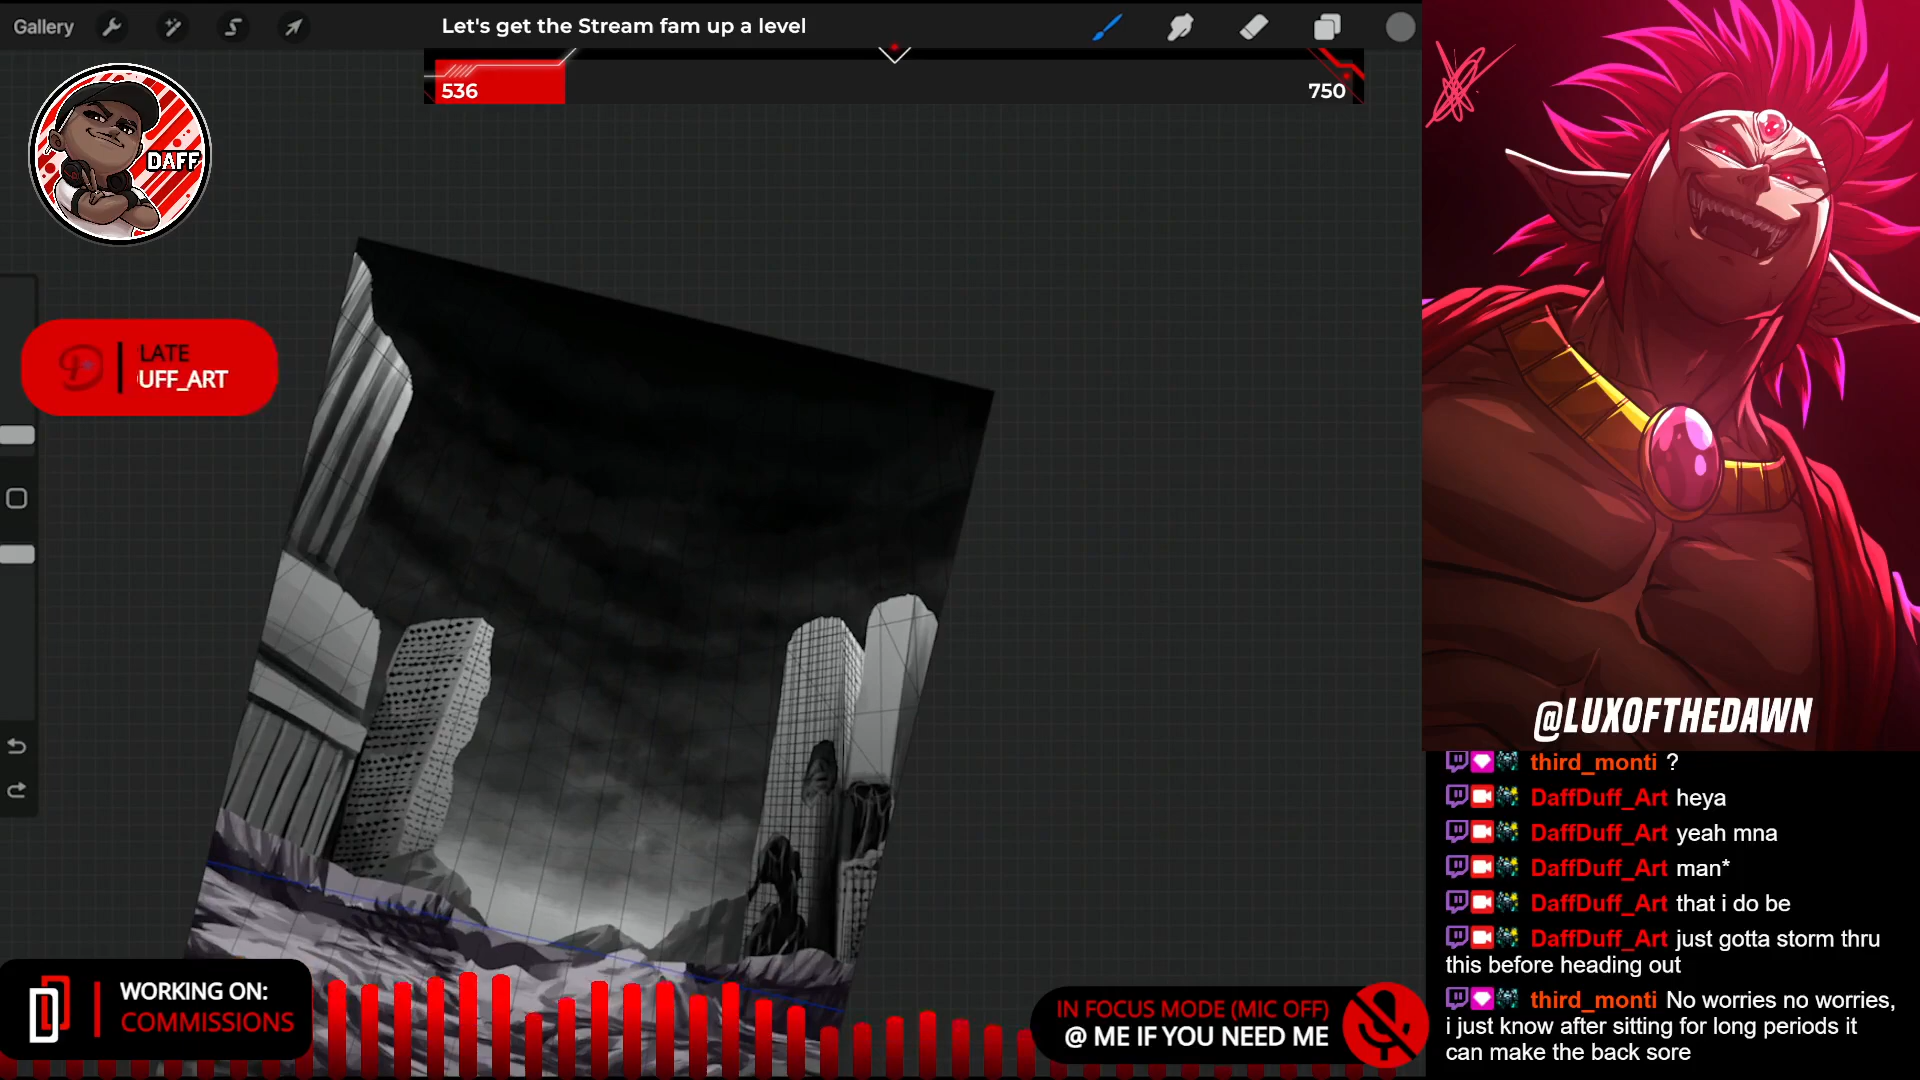 Gallery
Let's get the Stream fam up a level
536
750
DAFF
LATE
UFF_ART
@LUXOFTHEDAWN
third_monti ?
DaffDuff_Art heya
DaffDuff_Art yeah mna
DaffDuff_Art man*
DaffDuff_Art that i do be
DaffDuff_Art just gotta storm thru
this before heading out
third_monti No worries no worries,
i just know after sitting for long periods it
can make the back sore
WORKING ON:
COMMISSIONS
IN FOCUS MODE (MIC OFF)
@ ME IF YOU NEED ME